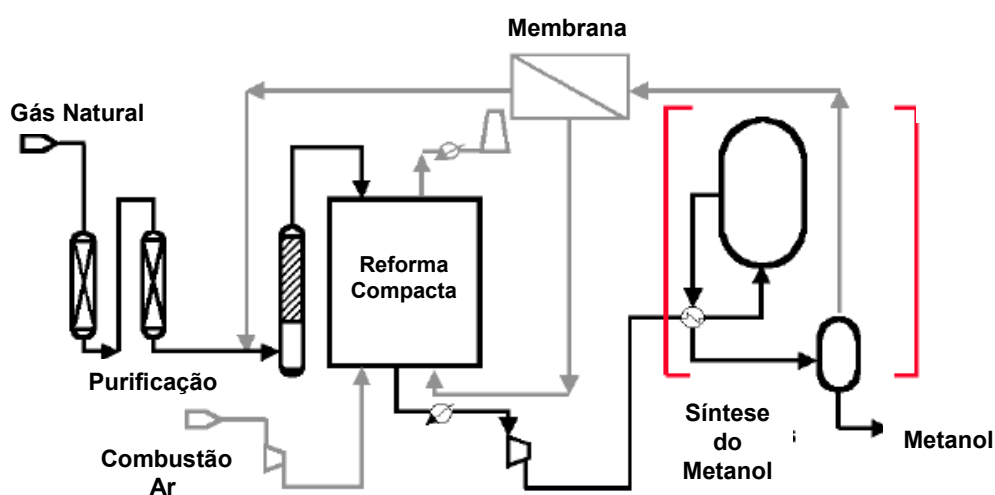 Membrana
Gás Natural
Reforma
Compacta
Purificação
Combustão
Ar
Síntese
do
Metanol
Metanol